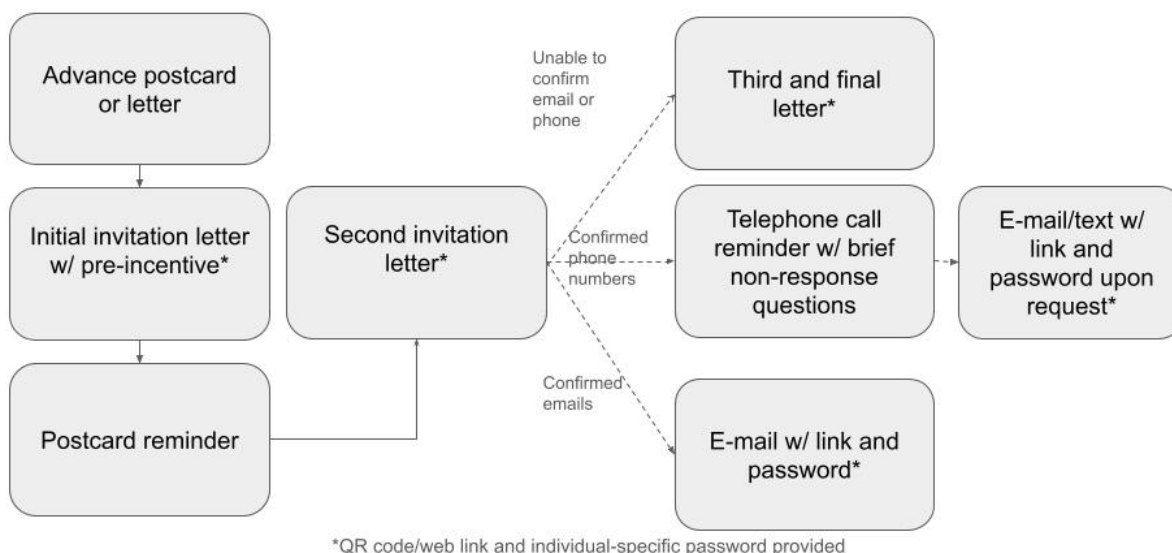 Advance postcard
or letter
Initial invitation letter
w/ pre-incentive*
Postcard reminder
Second invitation
letter*
Unable to
confirm
email or
phone
Third and final
letter*
Confirmed
phone
numbers
Telephone call
reminder w/ brief
non-response
questions
E-mail/text w/
link and
password upon
request*
Confirmed
emails
E-mail w/ link and
password*
*QR code/web link and individual-specific password provided